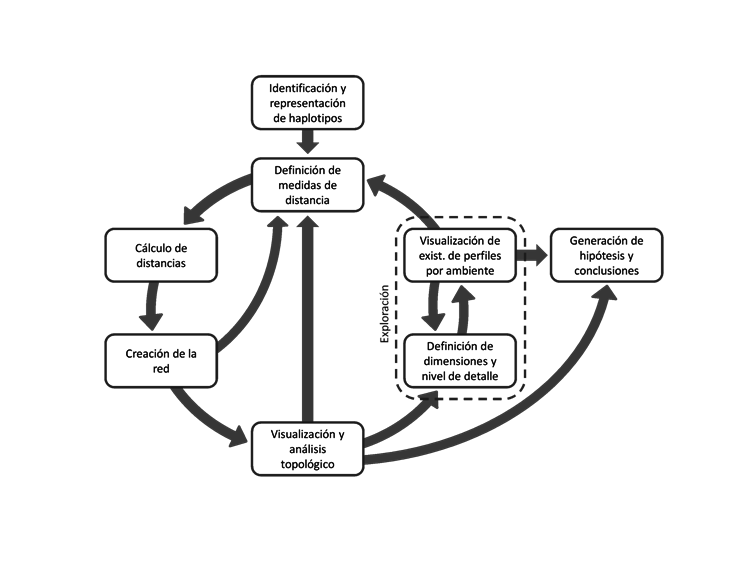 Identificación y
representación
de haplotipos
Definición de
medidas de
distancia
Cálculo de
distancias
Visualización de
exist. de perfiles
por ambiente
Generación de
hipótesis y
conclusiones
Exploración
Creación de la
red
Definición de
dimensiones y
nivel de detalle
Visualización y
análisis
topológico